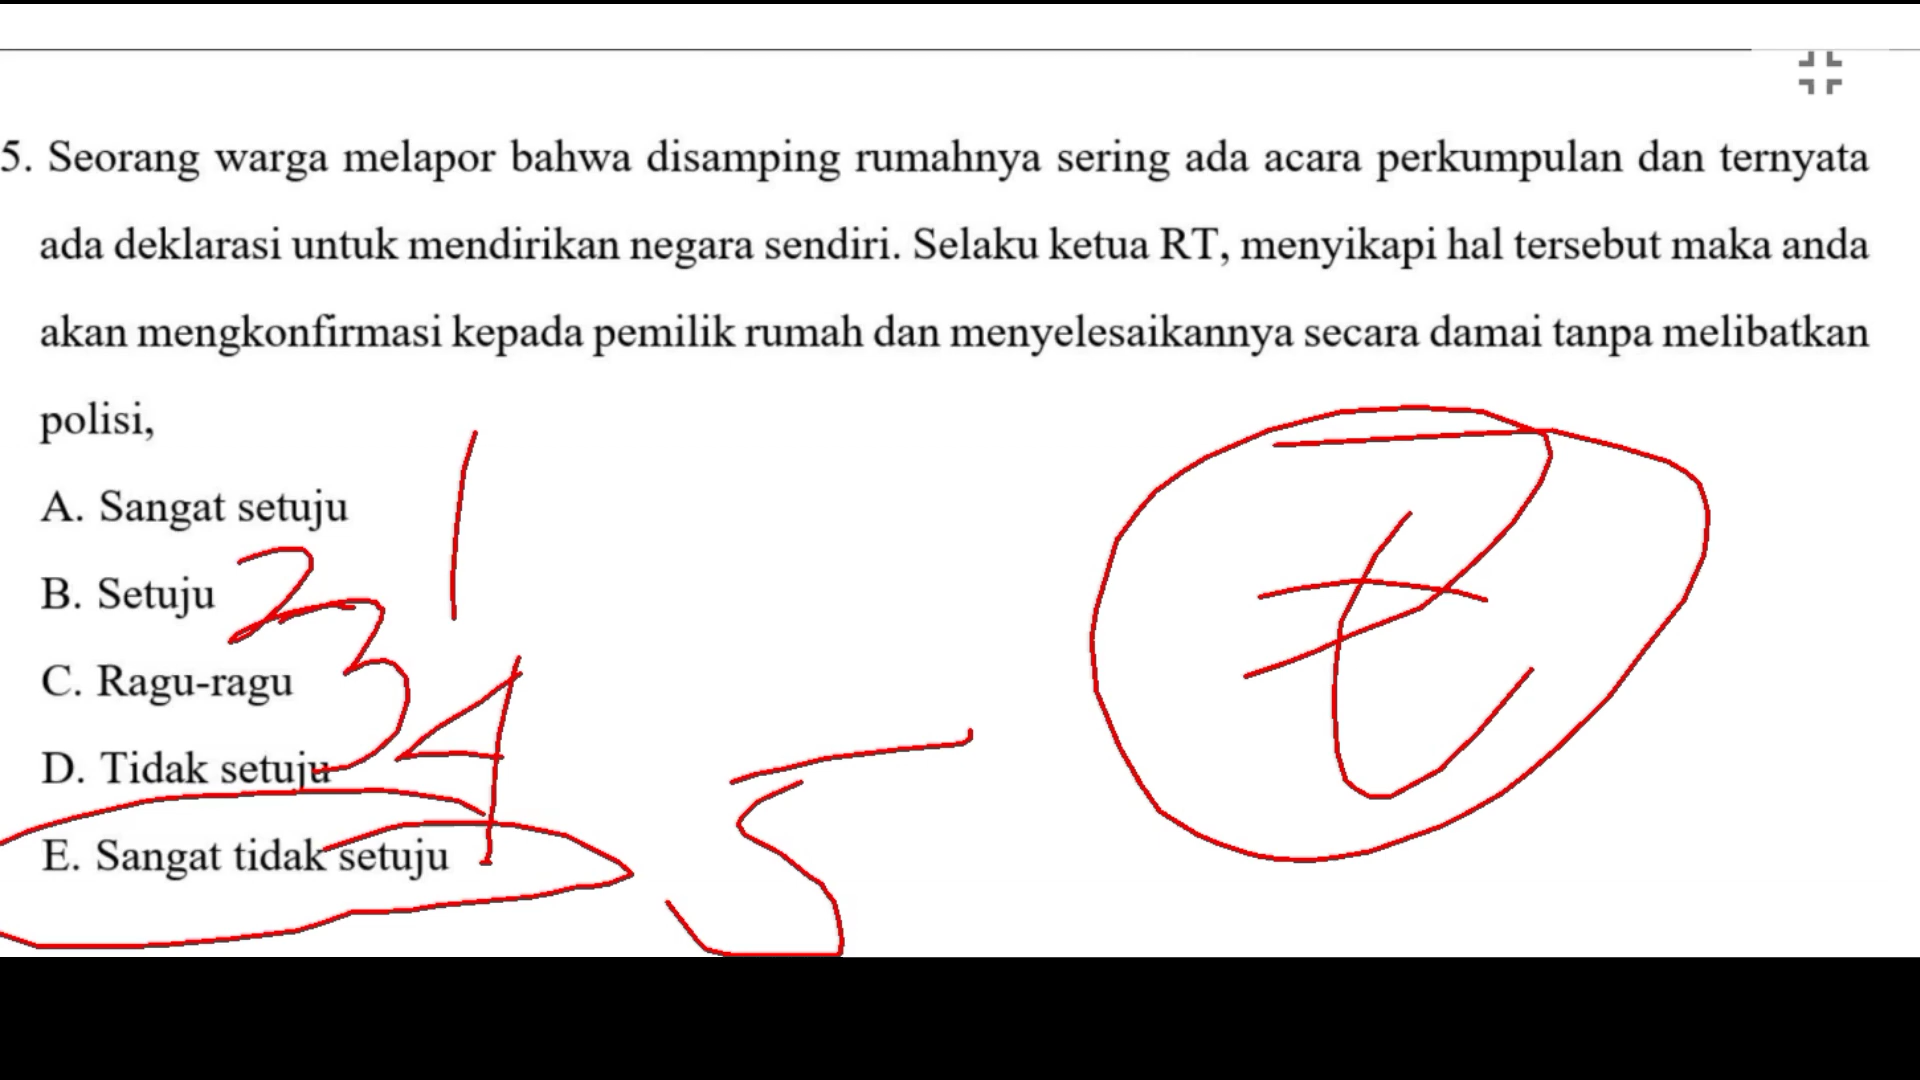 5. Seorang warga melapor bahwa disamping rumahnya sering ada acara perkumpulan dan ternyata
ada deklarasi untuk mendirikan negara sendiri. Selaku ketua RT, menyikapi hal tersebut maka anda
akan mengkonfirmasi kepada pemilik rumah dan menyelesaikannya secara damai tanpa melibatkan
polisi,
A. Sangat setuju
1
B. Setuju
2
C. Ragu-ragu
3
D. Tidak setuju
4
E. Sangat tidak setuju
5